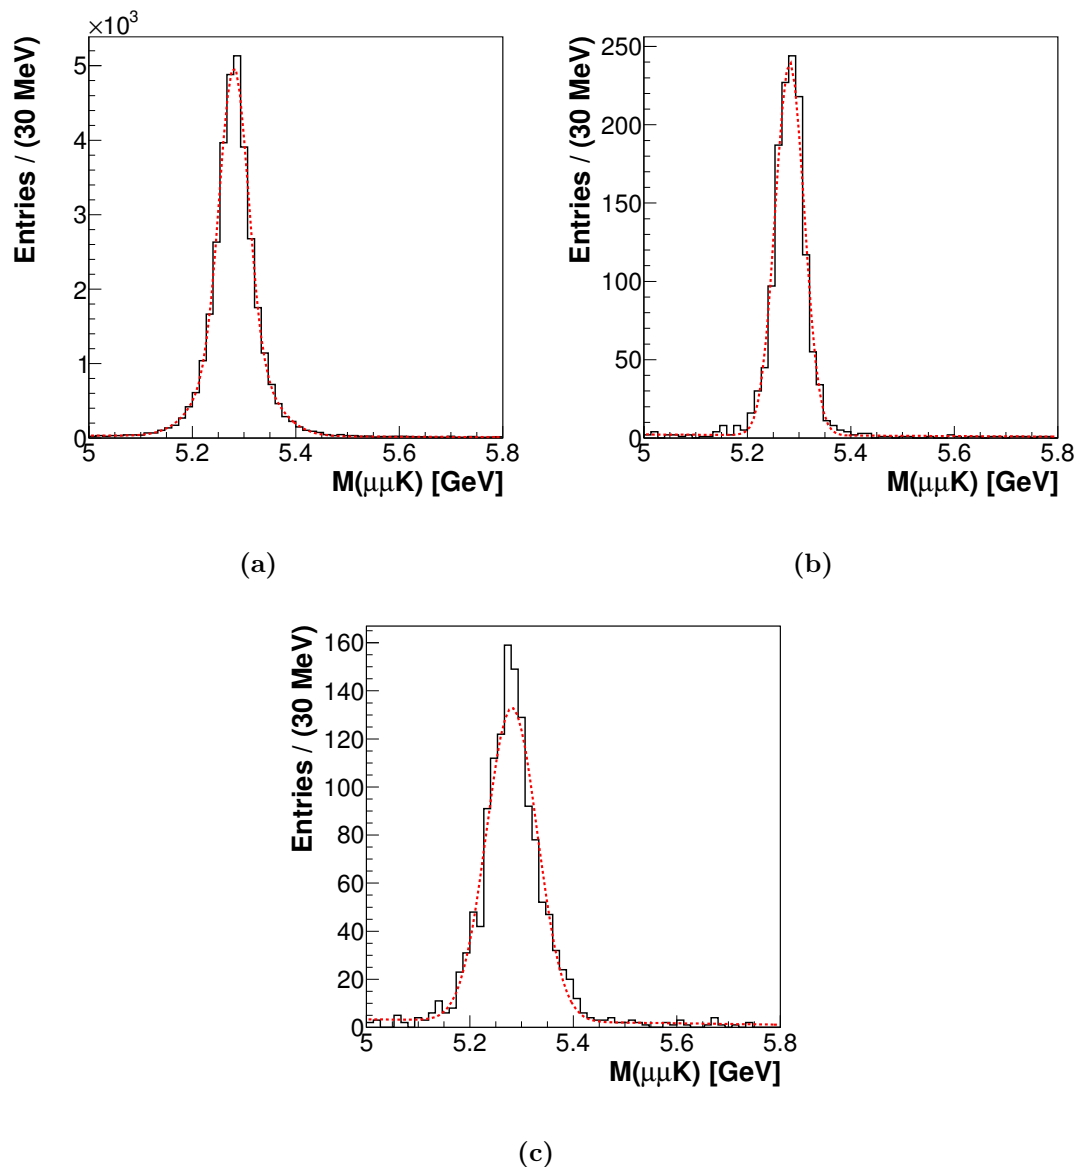 ×10³
Entries / (30 MeV)
5
4
3
2
1
0
5 5.2 5.4 5.6 5.8
M(μμK) [GeV]
(a)
Entries / (30 MeV)
250
200
150
100
50
0
5 5.2 5.4 5.6 5.8
M(μμK) [GeV]
(b)
Entries / (30 MeV)
160
140
120
100
80
60
40
20
0
5 5.2 5.4 5.6 5.8
M(μμK) [GeV]
(c)